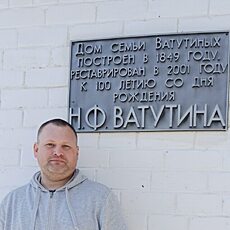 Дом семьи Ватутиных
построен в 1849 году,
реставрирован в 2001 году
к 100 летию со дня
рождения
Н.Ф ВАТУТИНА